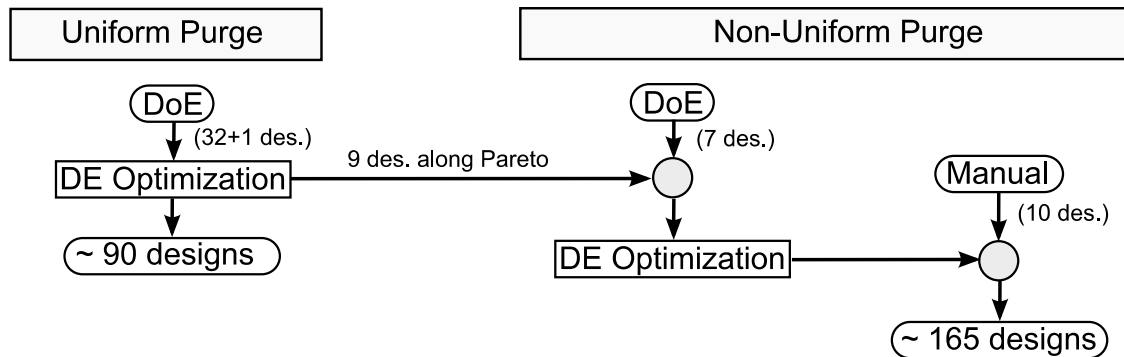 Uniform Purge
Non-Uniform Purge
DoE
(32+1 des.)
DE Optimization
~ 90 designs
9 des. along Pareto
DoE
(7 des.)
DE Optimization
Manual
(10 des.)
~ 165 designs